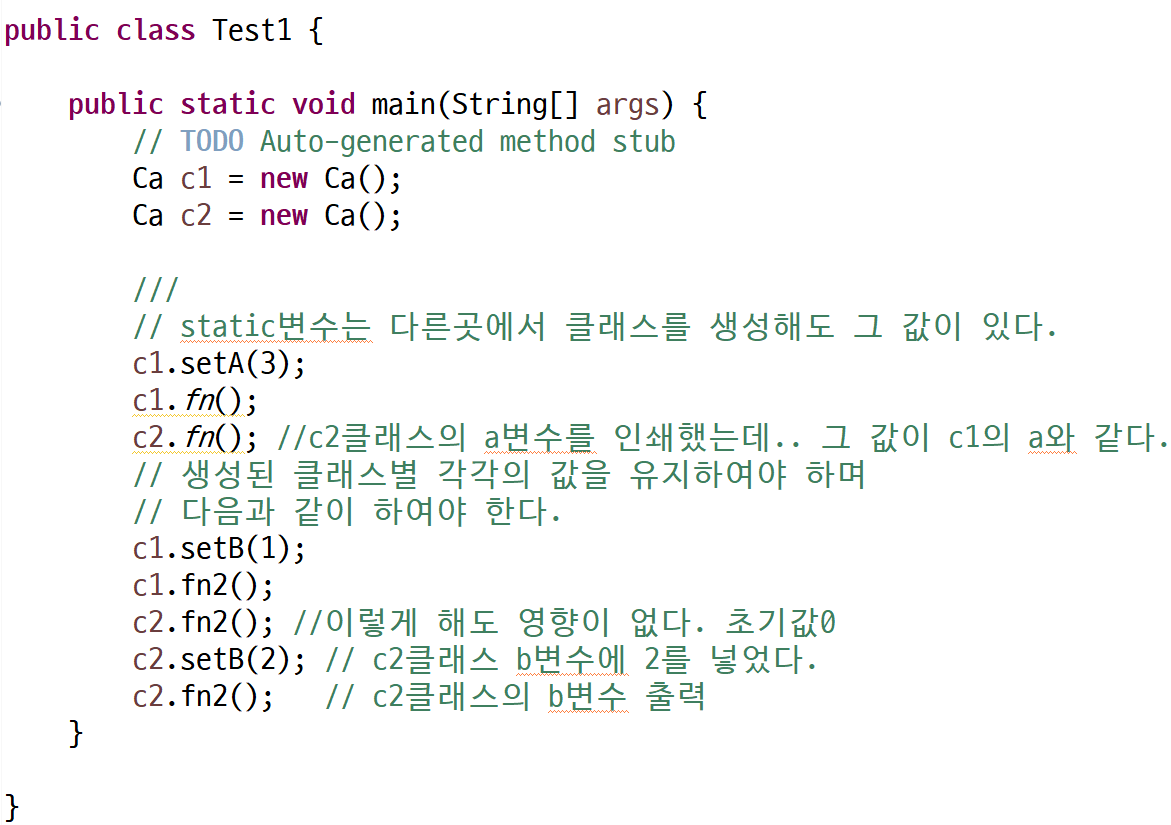 public class Test1 {
public static void main(String[] args) {
// TODO Auto-generated method stub
Ca c1 = new Ca();
Ca c2 = new Ca();
///
// static변수는 다른곳에서 클래스를 생성해도 그 값이 있다.
c1.setA(3);
c1.fn();
c2.fn(); //c2클래스의 a변수를 인쇄했는데.. 그 값이 c1의 a와 같다.
// 생성된 클래스별 각각의 값을 유지하여야 하며
// 다음과 같이 하여야 한다.
c1.setB(1);
c1.fn2();
c2.fn2(); //이렇게 해도 영향이 없다. 초기값0
c2.setB(2); // c2클래스 b변수에 2를 넣었다.
c2.fn2();   // c2클래스의 b변수 출력
}
}